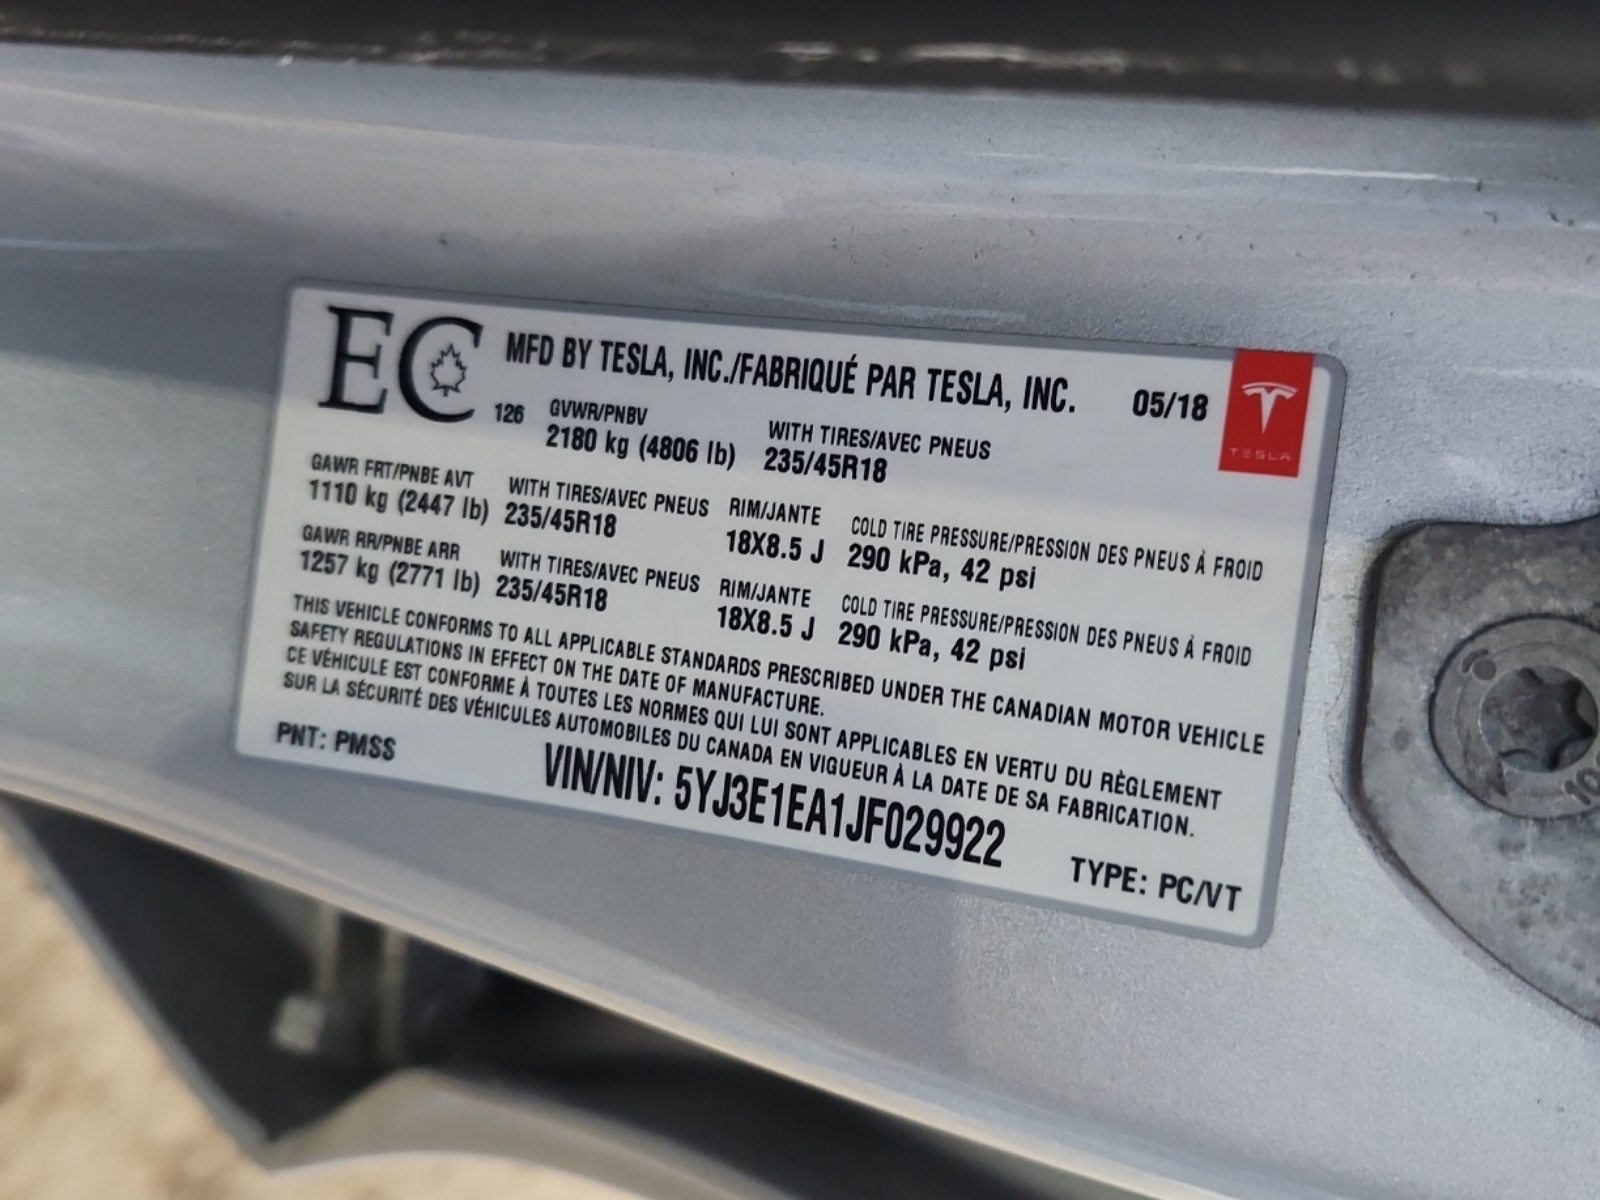 EC
MFD BY TESLA, INC./FABRIQUÉ PAR TESLA, INC. 05/18
TESLA
126 GVWR/PNBV WITH TIRES/AVEC PNEUS
2180 kg (4806 lb) 235/45R18
GAWR FRT/PNBE AVT WITH TIRES/AVEC PNEUS RIM/JANTE COLD TIRE PRESSURE/PRESSION DES PNEUS À FROID
1110 kg (2447 lb) 235/45R18 18X8.5 J 290 kPa, 42 psi
GAWR RR/PNBE ARR WITH TIRES/AVEC PNEUS RIM/JANTE COLD TIRE PRESSURE/PRESSION DES PNEUS À FROID
1257 kg (2771 lb) 235/45R18 18X8.5 J 290 kPa, 42 psi
THIS VEHICLE CONFORMS TO ALL APPLICABLE STANDARDS PRESCRIBED UNDER THE CANADIAN MOTOR VEHICLE
SAFETY REGULATIONS IN EFFECT ON THE DATE OF MANUFACTURE.
CE VÉHICULE EST CONFORME À TOUTES LES NORMES QUI LUI SONT APPLICABLES EN VERTU DU RÈGLEMENT
SUR LA SÉCURITÉ DES VÉHICULES AUTOMOBILES DU CANADA EN VIGUEUR À LA DATE DE SA FABRICATION.
PNT: PMSS VIN/NIV: 5YJ3E1EA1JF029922 TYPE: PC/VT